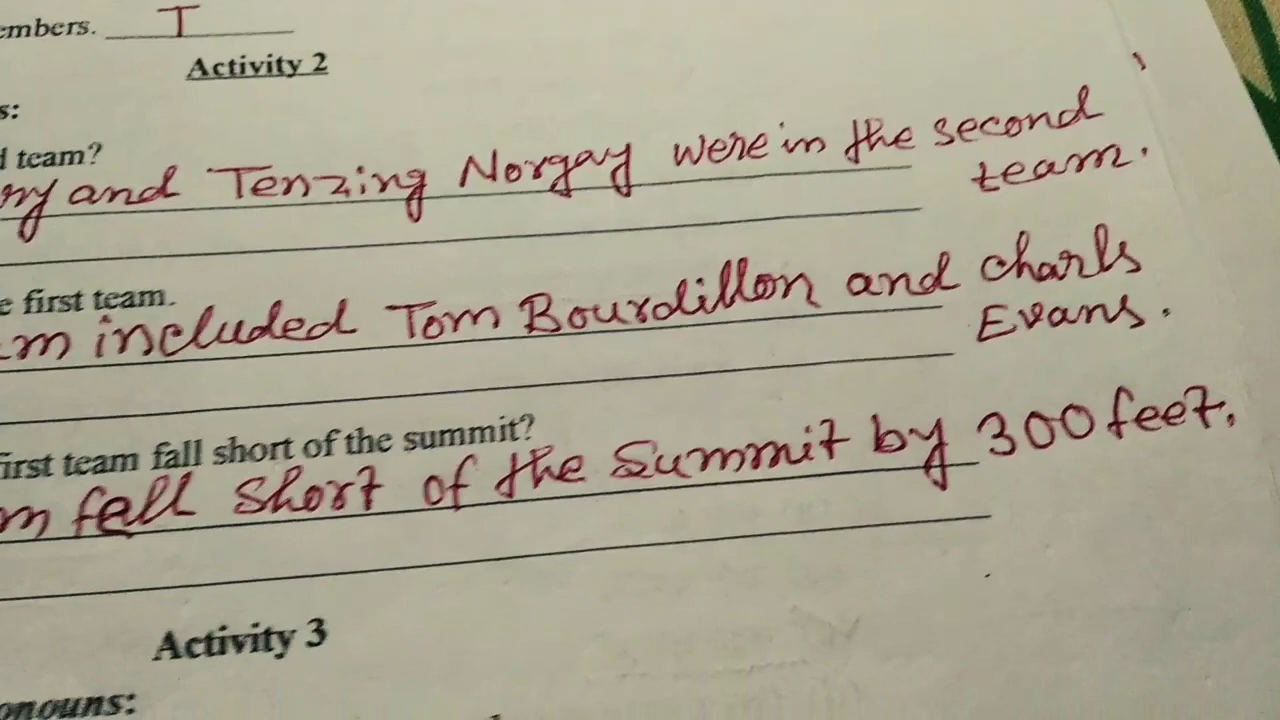 embers. T
Activity 2
s:
d team?
ry and Tenzing Norgay were in the second
team.
e first team.
m included Tom Bourdillon and charls
Evans.
first team fall short of the summit?
m fell short of the summit by 300 feet.
Activity 3
onouns: